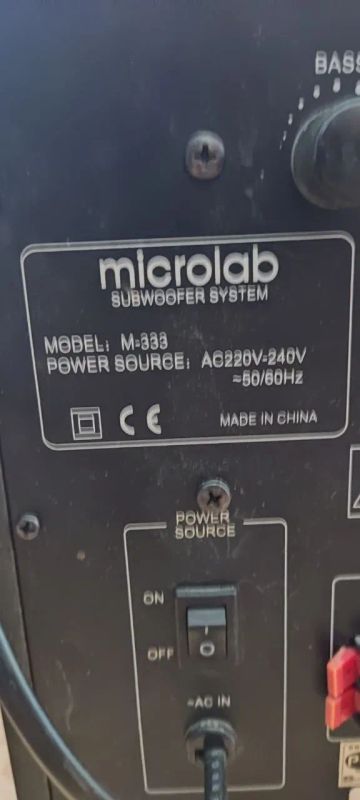 BASS
microlab
SUBWOOFER SYSTEM
MODEL: M-333
POWER SOURCE: AC220V-240V
≈50/60Hz
CE
MADE IN CHINA
POWER
SOURCE
ON
I
OFF
O
~AC IN